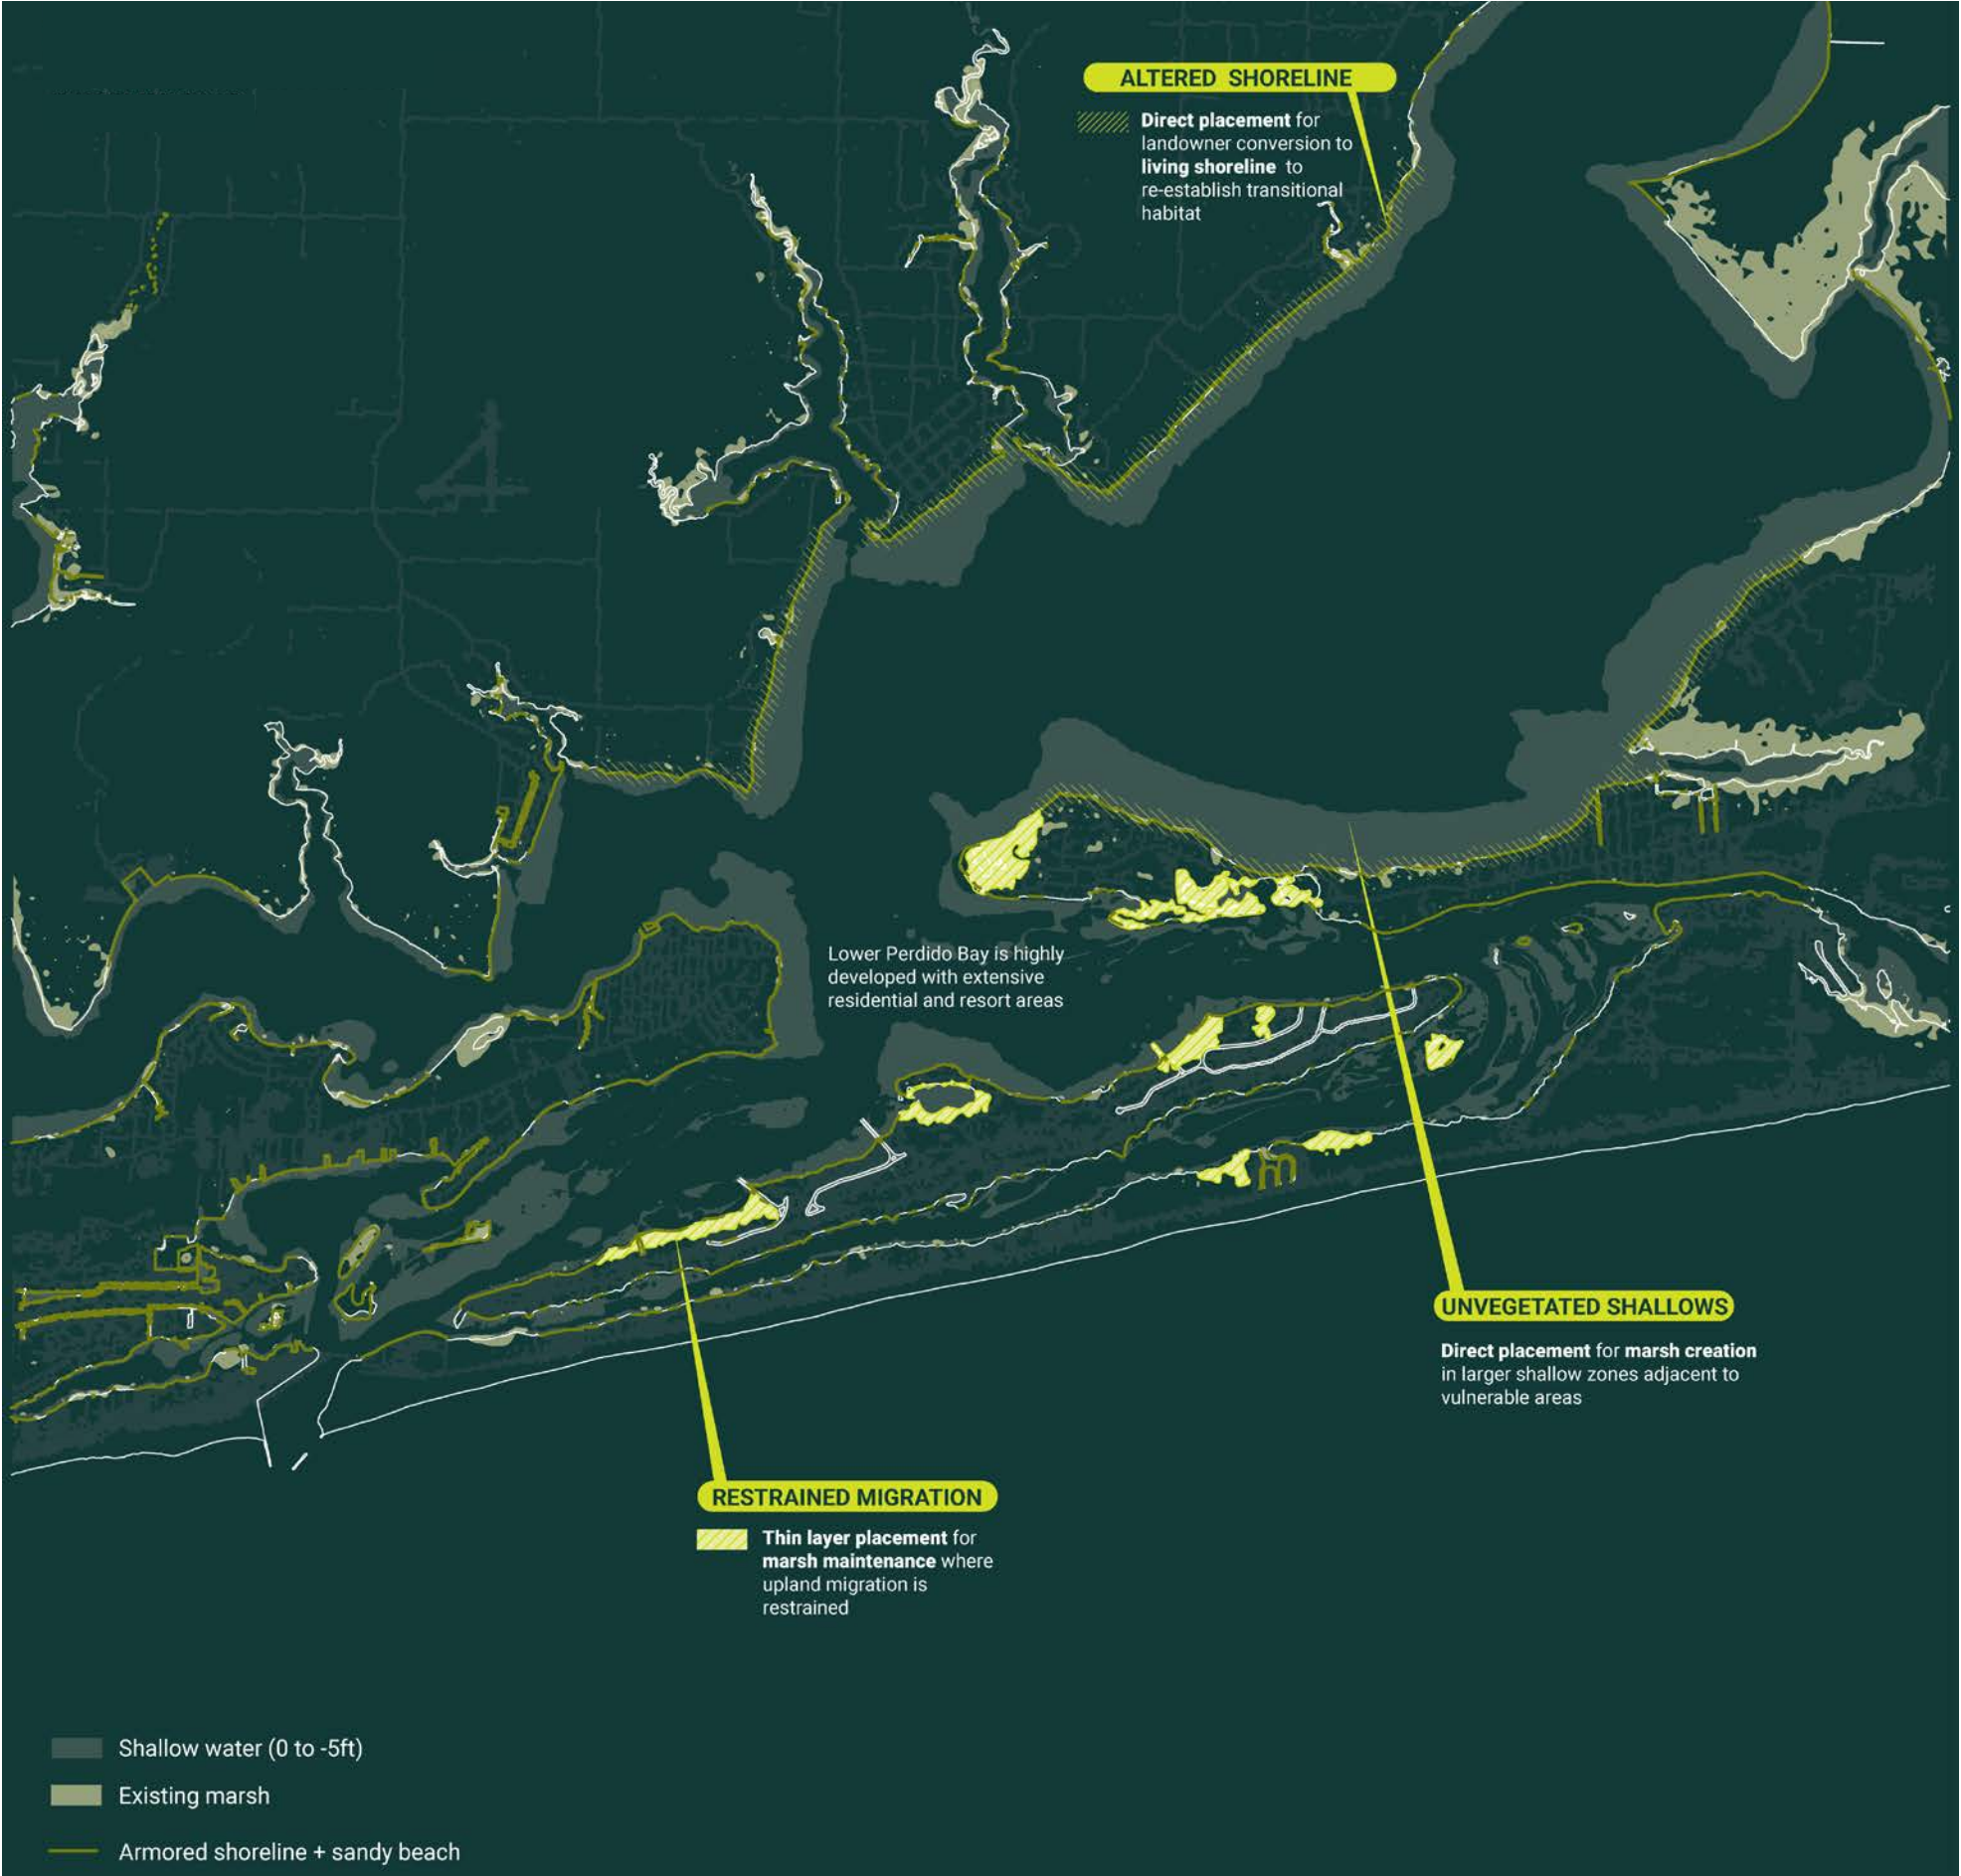 ALTERED SHORELINE
Direct placement for
landowner conversion to
living shoreline to
re-establish transitional
habitat
Lower Perdido Bay is highly
developed with extensive
residential and resort areas
UNVEGETATED SHALLOWS
Direct placement for marsh creation
in larger shallow zones adjacent to
vulnerable areas
RESTRAINED MIGRATION
Thin layer placement for
marsh maintenance where
upland migration is
restrained
Shallow water (0 to -5ft)
Existing marsh
Armored shoreline + sandy beach